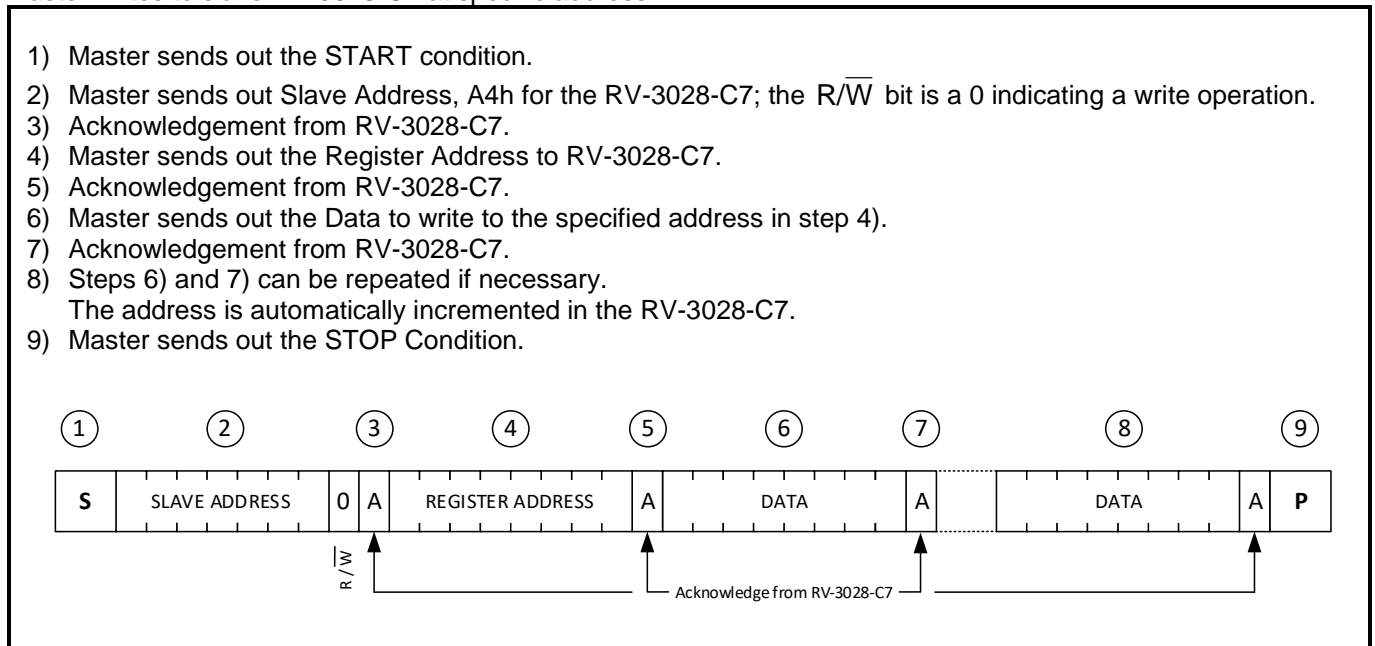 1) Master sends out the START condition.
2) Master sends out Slave Address, A4h for the RV-3028-C7; the R/W̅ bit is a 0 indicating a write operation.
3) Acknowledgement from RV-3028-C7.
4) Master sends out the Register Address to RV-3028-C7.
5) Acknowledgement from RV-3028-C7.
6) Master sends out the Data to write to the specified address in step 4).
7) Acknowledgement from RV-3028-C7.
8) Steps 6) and 7) can be repeated if necessary.
The address is automatically incremented in the RV-3028-C7.
9) Master sends out the STOP Condition.
1 2 3 4 5 6 7 8 9
S SLAVE ADDRESS 0 A REGISTER ADDRESS A DATA A DATA A P
R/W̅
Acknowledge from RV-3028-C7